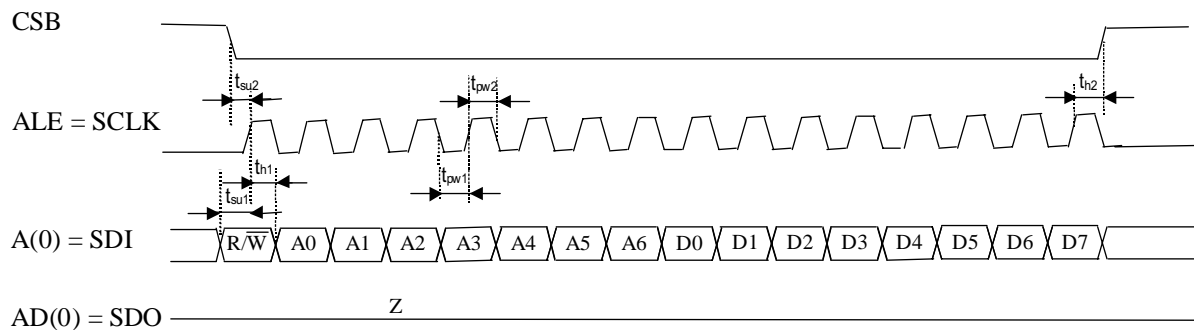 CSB
t_su2
t_pw2
t_h2
ALE = SCLK
t_h1
t_pw1
t_su1
A(0) = SDI
R/W̅ A0 A1 A2 A3 A4 A5 A6 D0 D1 D2 D3 D4 D5 D6 D7
Z
AD(0) = SDO